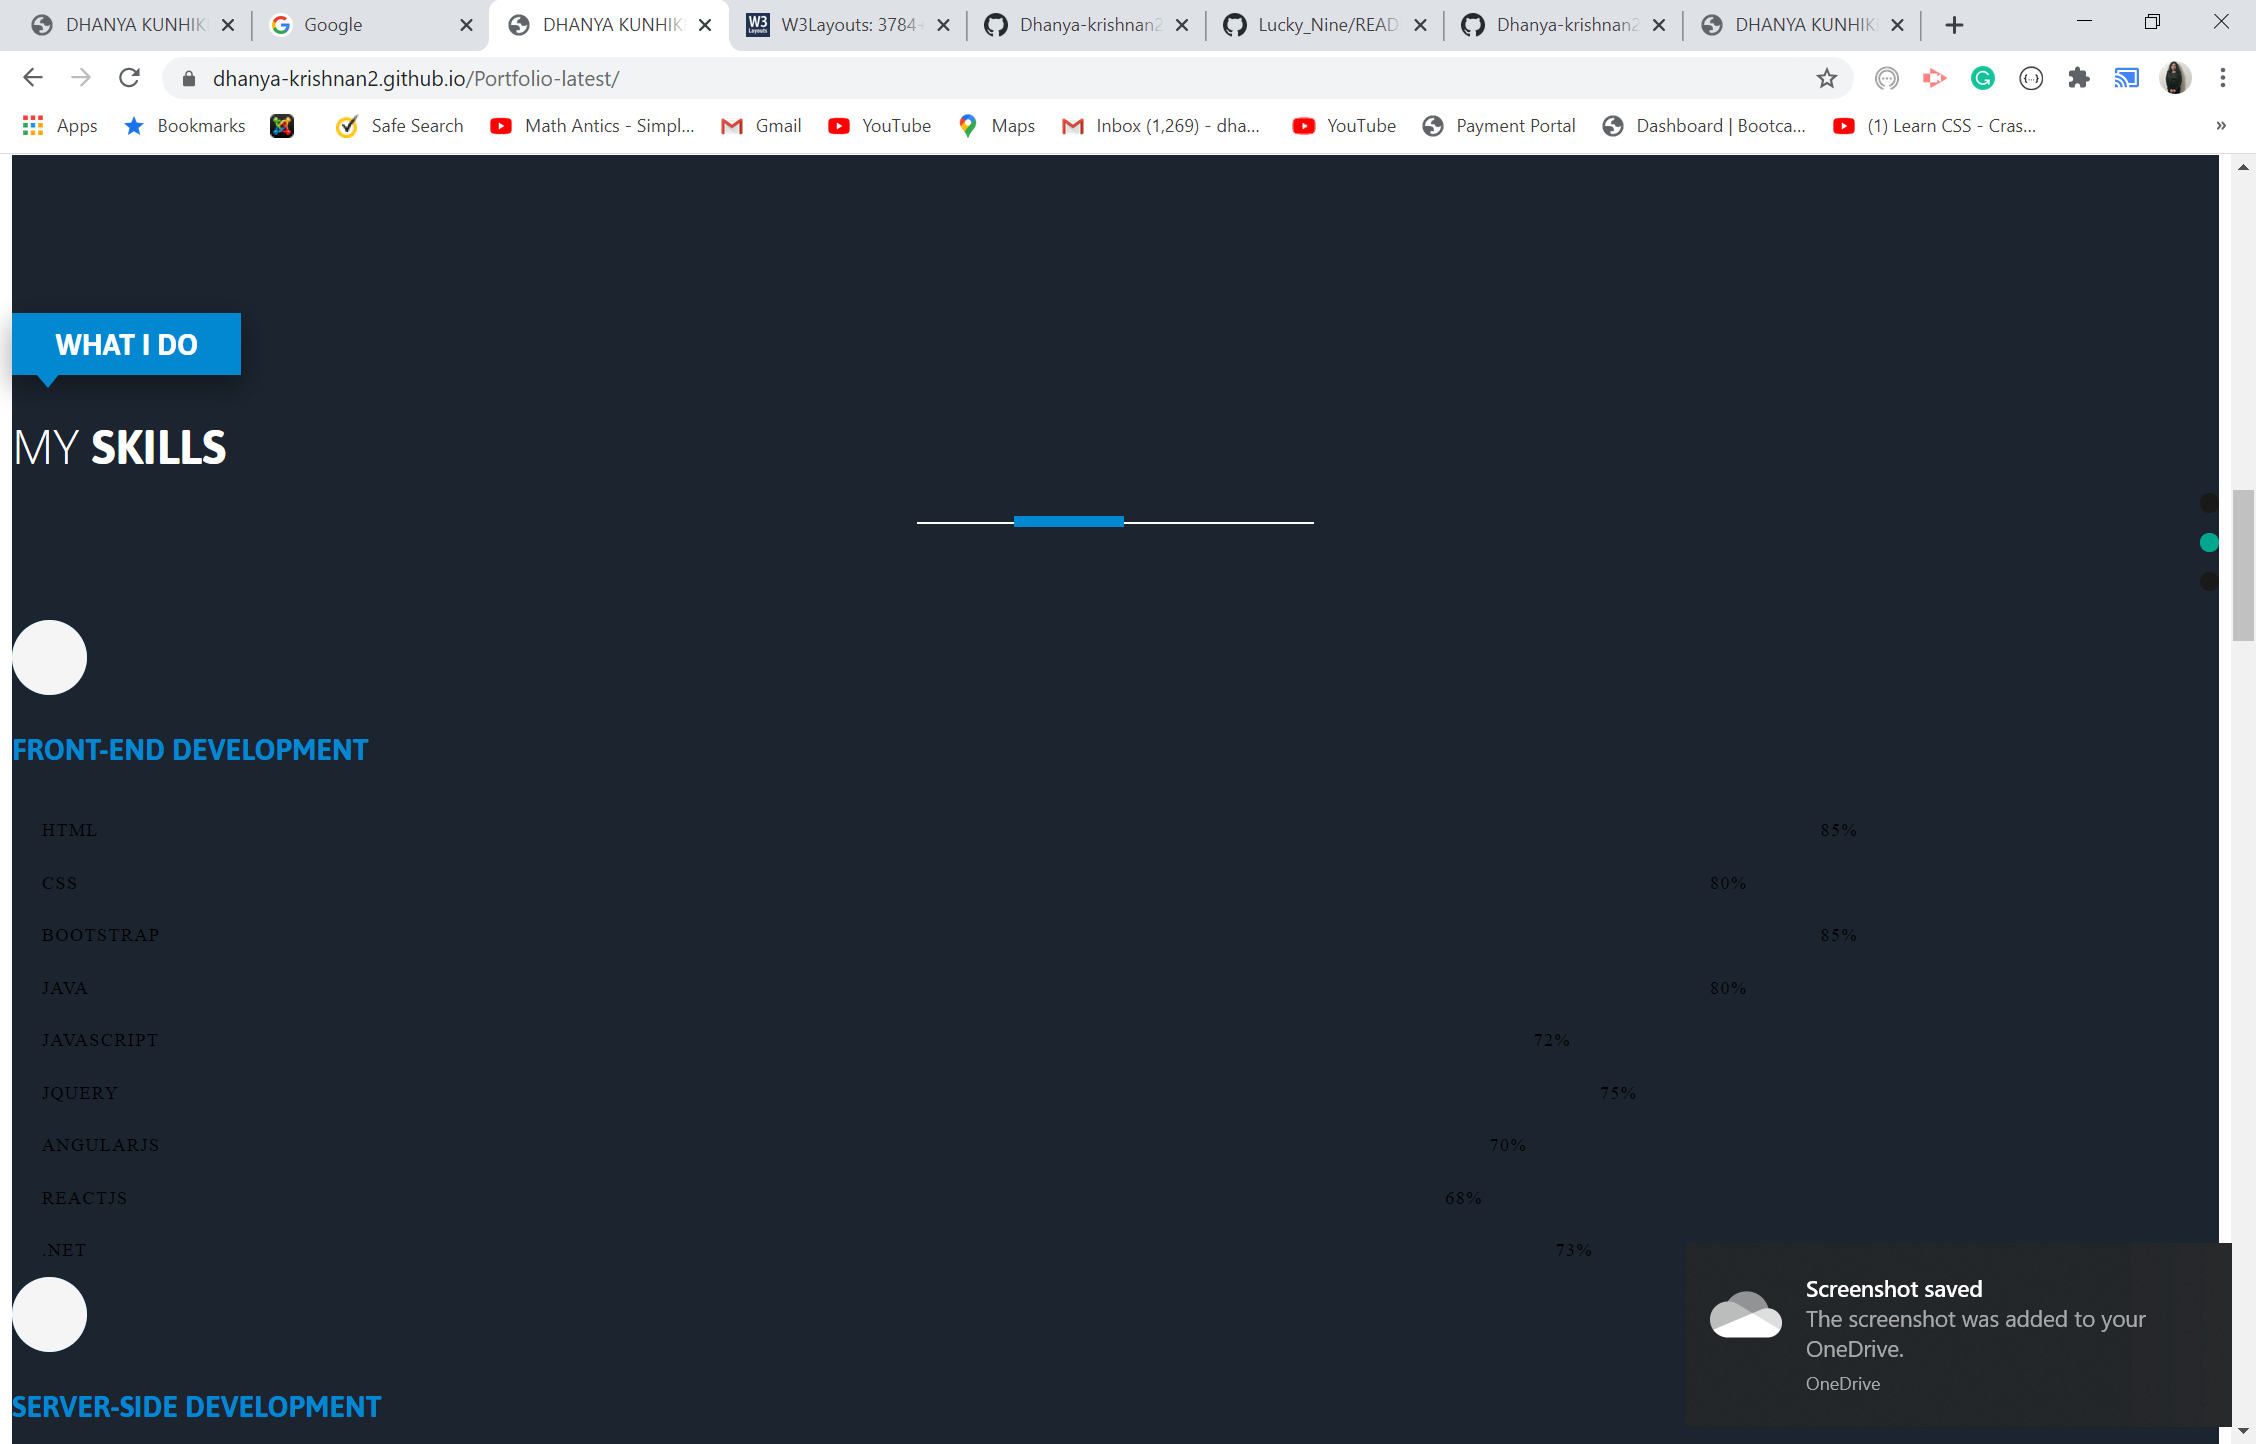 DHANYA KUNHIK
Google
DHANYA KUNHIK
W3 Layouts
W3Layouts: 3784+
Dhanya-krishnan2
Lucky_Nine/READ
Dhanya-krishnan2
DHANYA KUNHIK
dhanya-krishnan2.github.io/Portfolio-latest/
Apps Bookmarks Safe Search Math Antics - Simpl... Gmail YouTube Maps Inbox (1,269) - dha... YouTube Payment Portal Dashboard | Bootca... (1) Learn CSS - Cras... »
WHAT I DO
MY SKILLS
FRONT-END DEVELOPMENT
HTML 85%
CSS 80%
BOOTSTRAP 85%
JAVA 80%
JAVASCRIPT 72%
JQUERY 75%
ANGULARJS 70%
REACTJS 68%
.NET 73%
Screenshot saved
The screenshot was added to your
OneDrive.
OneDrive
SERVER-SIDE DEVELOPMENT